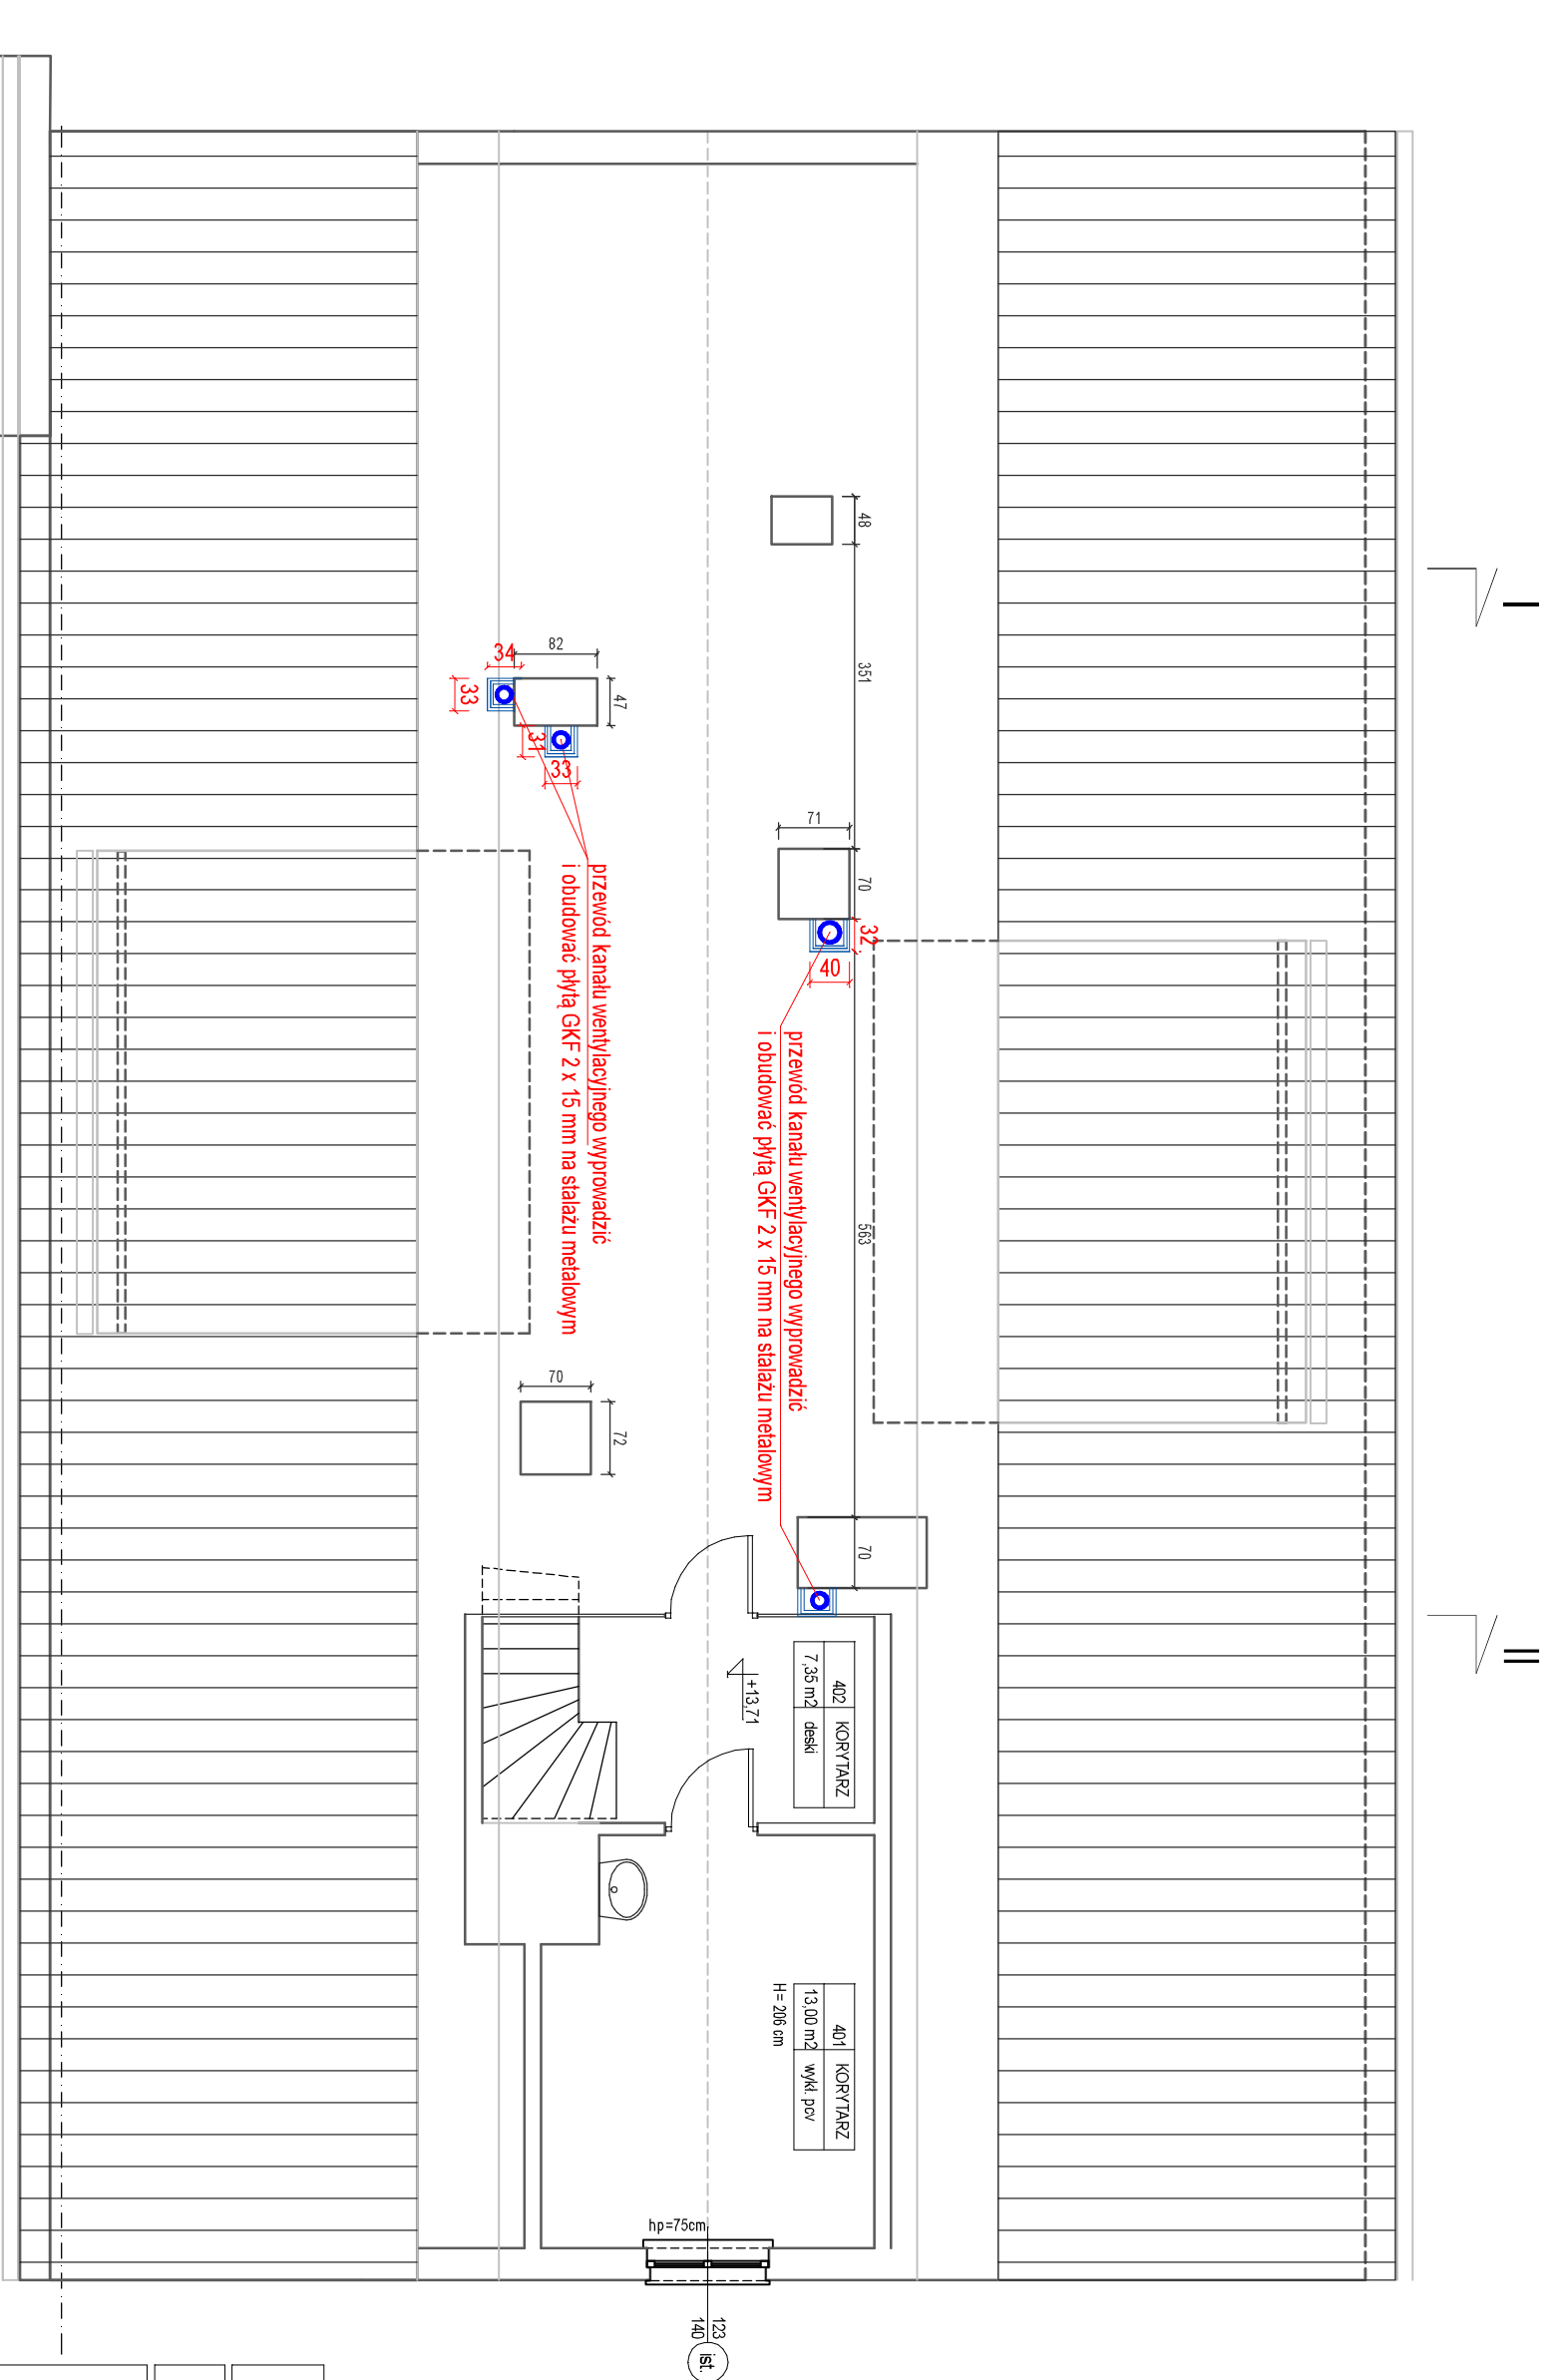 I
48
351
82
34
33
47
31
33
71
70
32
40
przewód kanału wentylacyjnego wyprowadzić
i obudować płytą GKF 2 x 15 mm na stalażu metalowym
przewód kanału wentylacyjnego wyprowadzić
i obudować płytą GKF 2 x 15 mm na stalażu metalowym
563
70
72
70
II
+13,71
402 KORYTARZ
7,35 m2 deski
401 KORYTARZ
13,00 m2 wykł. pcv
H= 206 cm
hp=75cm
123
140
ist.